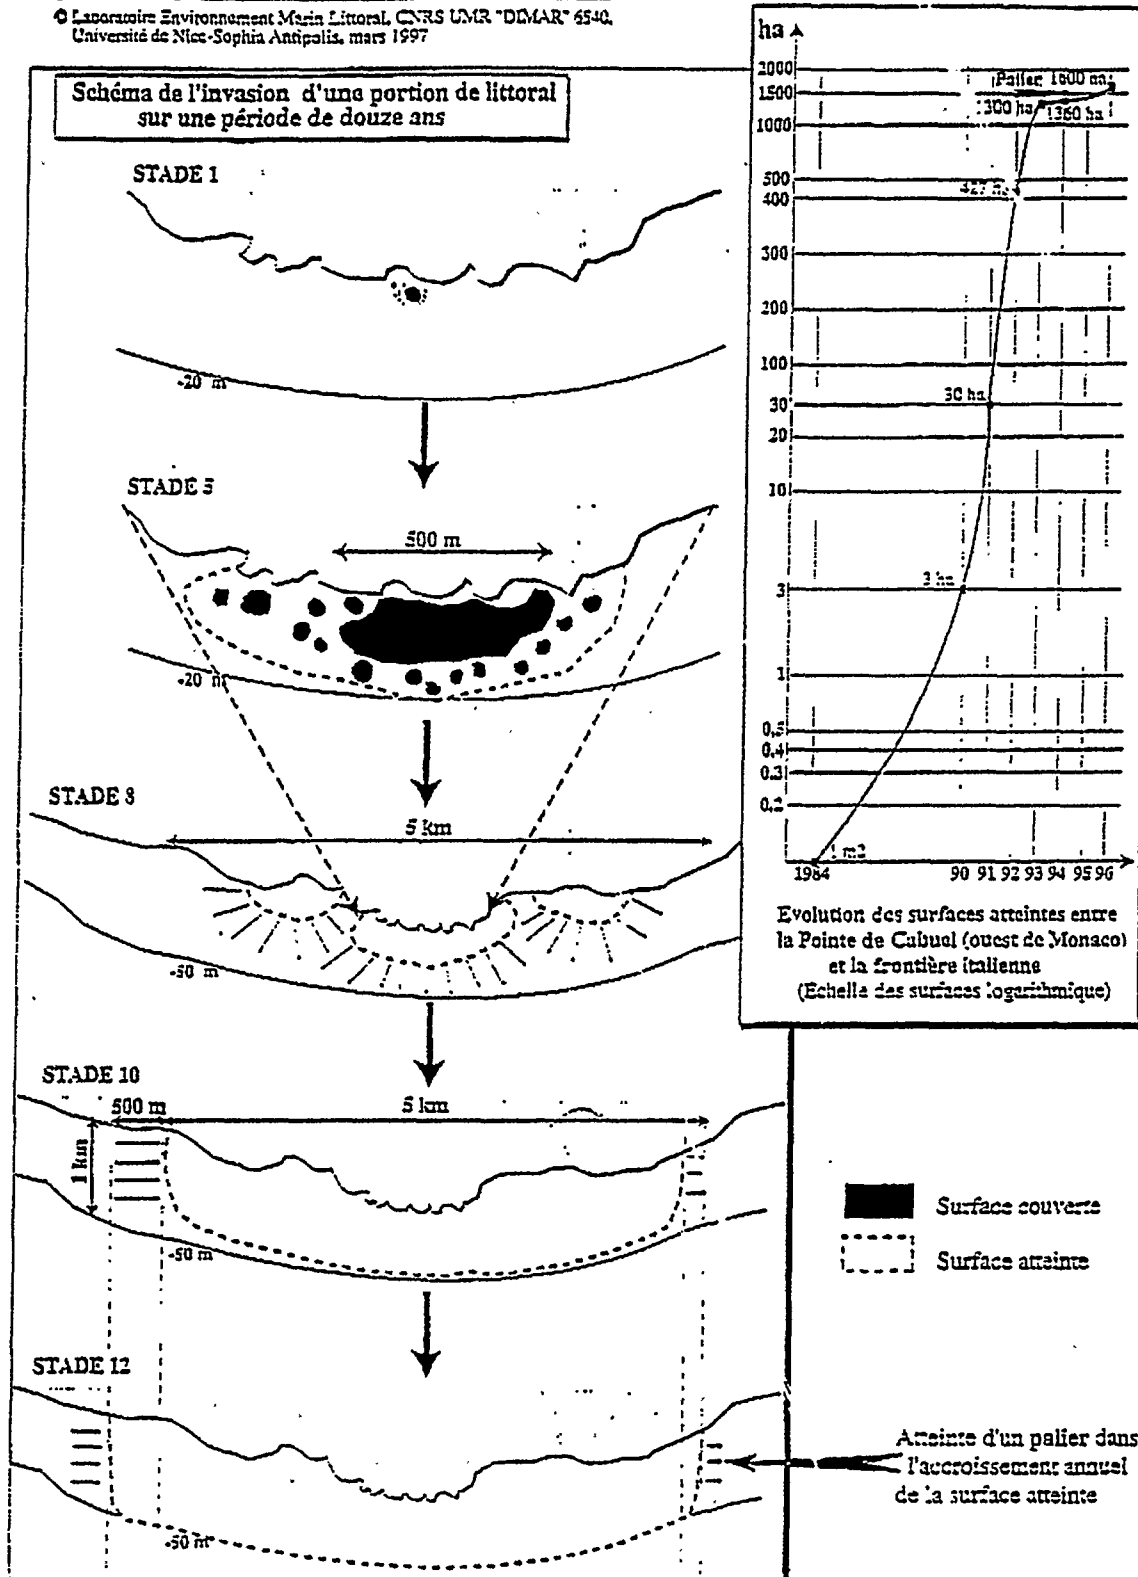 © Laboratoire Environnement Marin Littoral, CNRS UMR "DIMAR" 6540,
Université de Nice-Sophia Antipolis, mars 1997
Schéma de l'invasion d'une portion de littoral
sur une période de douze ans
STADE 1
-20 m
STADE 5
500 m
-20 m
STADE 8
5 km
-50 m
STADE 10
500 m
5 km
1 km
-50 m
STADE 12
-50 m
ha
2000
1500
1000
500
400
300
200
100
30
20
10
3
1
0,5
0.4
0.3
0,2
Palier 1600 ha
1300 ha
1360 ha
427 ha
30 ha
3 ha
1 m2
1984
90 91 92 93 94 95 96
Evolution des surfaces atteintes entre
la Pointe de Cabuel (ouest de Monaco)
et la frontière italienne
(Echelle des surfaces logarithmique)
Surface couverte
Surface atteinte
Atteinte d'un palier dans
l'accroissement annuel
de la surface atteinte